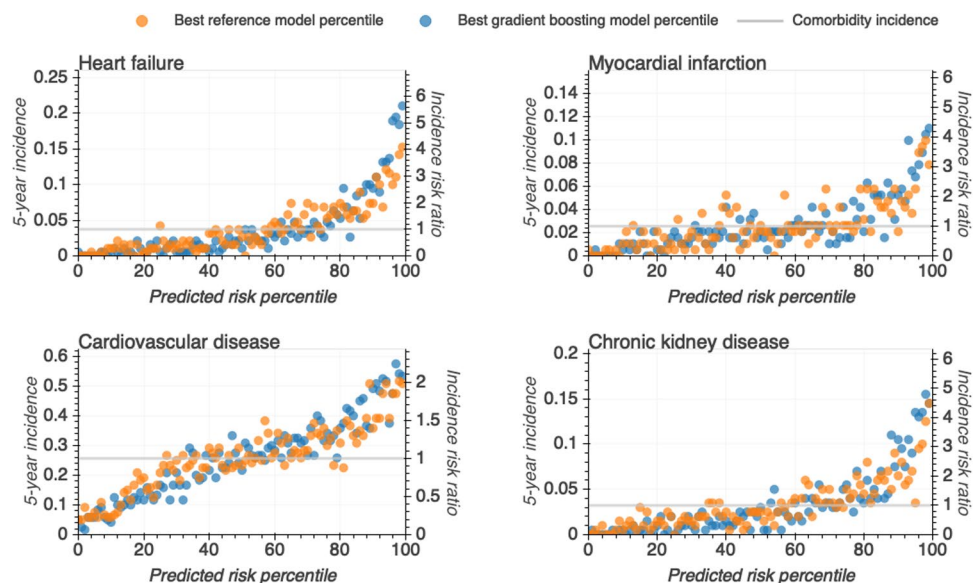 Best reference model percentile Best gradient boosting model percentile Comorbidity incidence
Heart failure
0.25
0.2
0.15
0.1
0.05
0
5-year incidence
6
5
4
3
2
1
0
Incidence risk ratio
0 20 40 60 80 100
Predicted risk percentile
Myocardial infarction
0.14
0.12
0.1
0.08
0.06
0.04
0.02
0
5-year incidence
6
5
4
3
2
1
0
Incidence risk ratio
0 20 40 60 80 100
Predicted risk percentile
Cardiovascular disease
0.6
0.5
0.4
0.3
0.2
0.1
0
5-year incidence
2
1.5
1
0.5
0
Incidence risk ratio
0 20 40 60 80 100
Predicted risk percentile
Chronic kidney disease
0.2
0.15
0.1
0.05
0
5-year incidence
6
5
4
3
2
1
0
Incidence risk ratio
0 20 40 60 80 100
Predicted risk percentile